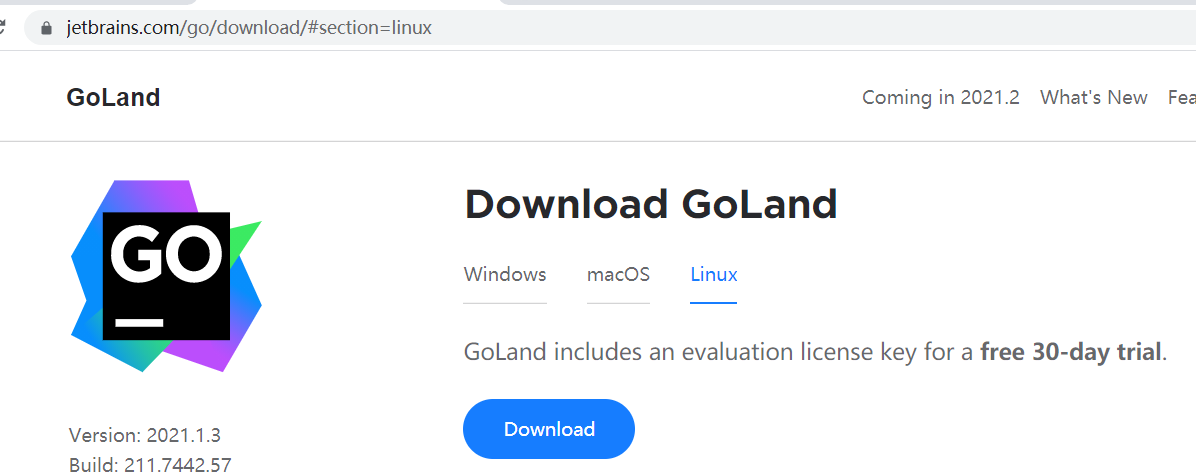 jetbrains.com/go/download/#section=linux
GoLand Coming in 2021.2 What's New Fea
GO
Download GoLand
Windows macOS Linux
GoLand includes an evaluation license key for a free 30-day trial.
Download
Version: 2021.1.3
Build: 211.7442.57